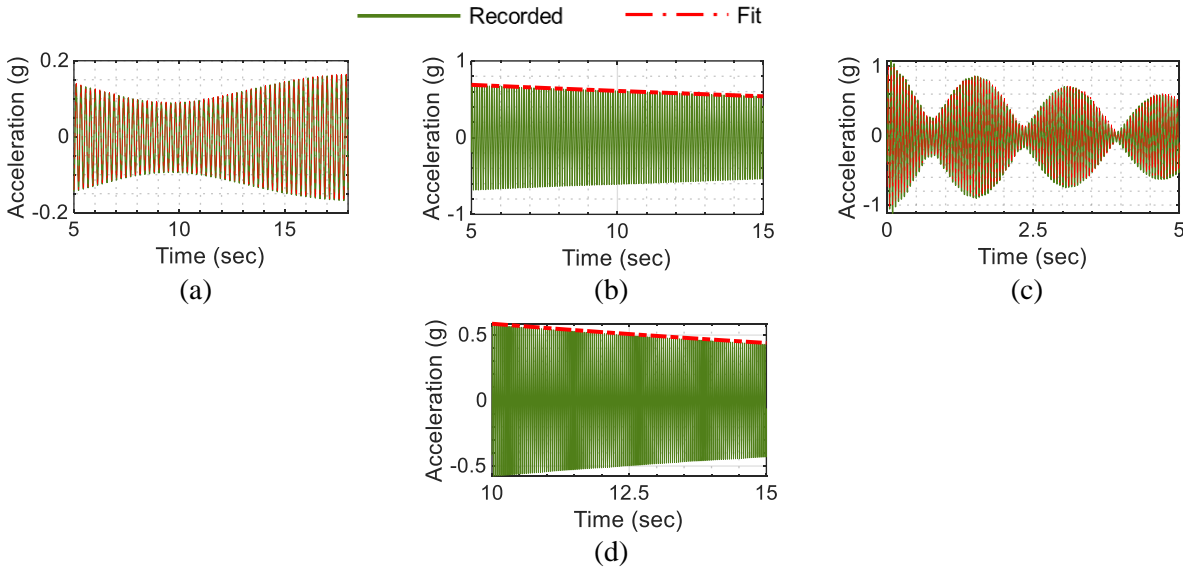 Recorded Fit
Acceleration (g)
0.2
0
-0.2
5 10 15
Time (sec)
(a)
Acceleration (g)
1
0
-1
5 10 15
Time (sec)
(b)
Acceleration (g)
1
0
-1
0 2.5 5
Time (sec)
(c)
Acceleration (g)
0.5
0
-0.5
10 12.5 15
Time (sec)
(d)